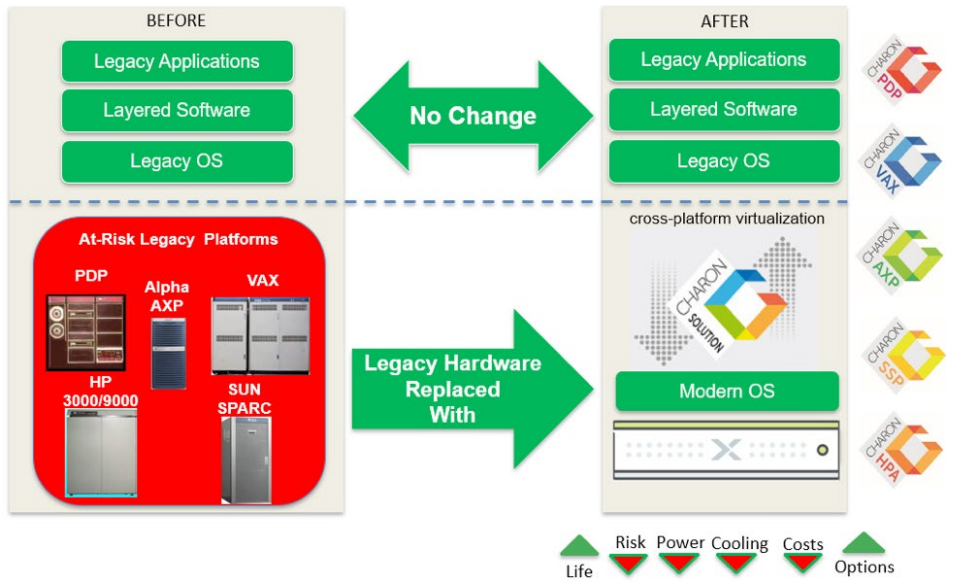 BEFORE
Legacy Applications
Layered Software
Legacy OS
No Change
AFTER
Legacy Applications
Layered Software
Legacy OS
At-Risk Legacy Platforms
PDP
Alpha
AXP
VAX
HP
3000/9000
SUN
SPARC
Legacy Hardware
Replaced
With
cross-platform virtualization
CHARON
SOLUTION
Modern OS
X
CHARON
PDP
CHARON
VAX
CHARON
AXP
CHARON
SSP
CHARON
HPA
Life
Risk
Power
Cooling
Costs
Options